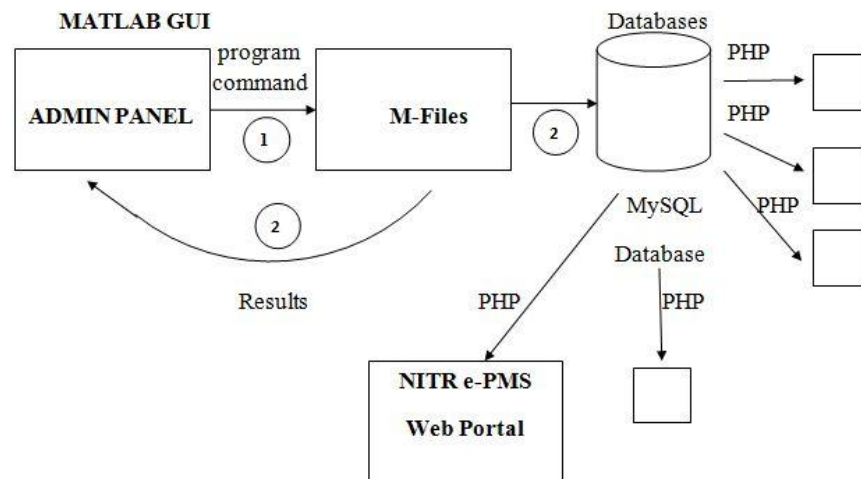 MATLAB GUI
Databases
program
command
PHP
ADMIN PANEL
M-Files
1
2
PHP
MySQL
PHP
2
Database
Results
PHP
PHP
NITR e-PMS
Web Portal